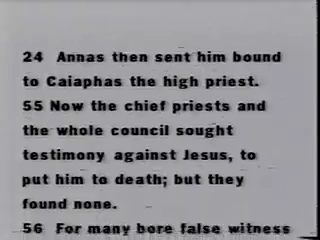 24 Annas then sent him bound
to Caiaphas the high priest.
55 Now the chief priests and
the whole council sought
testimony against Jesus, to
put him to death; but they
found none.
56 For many bore false witness